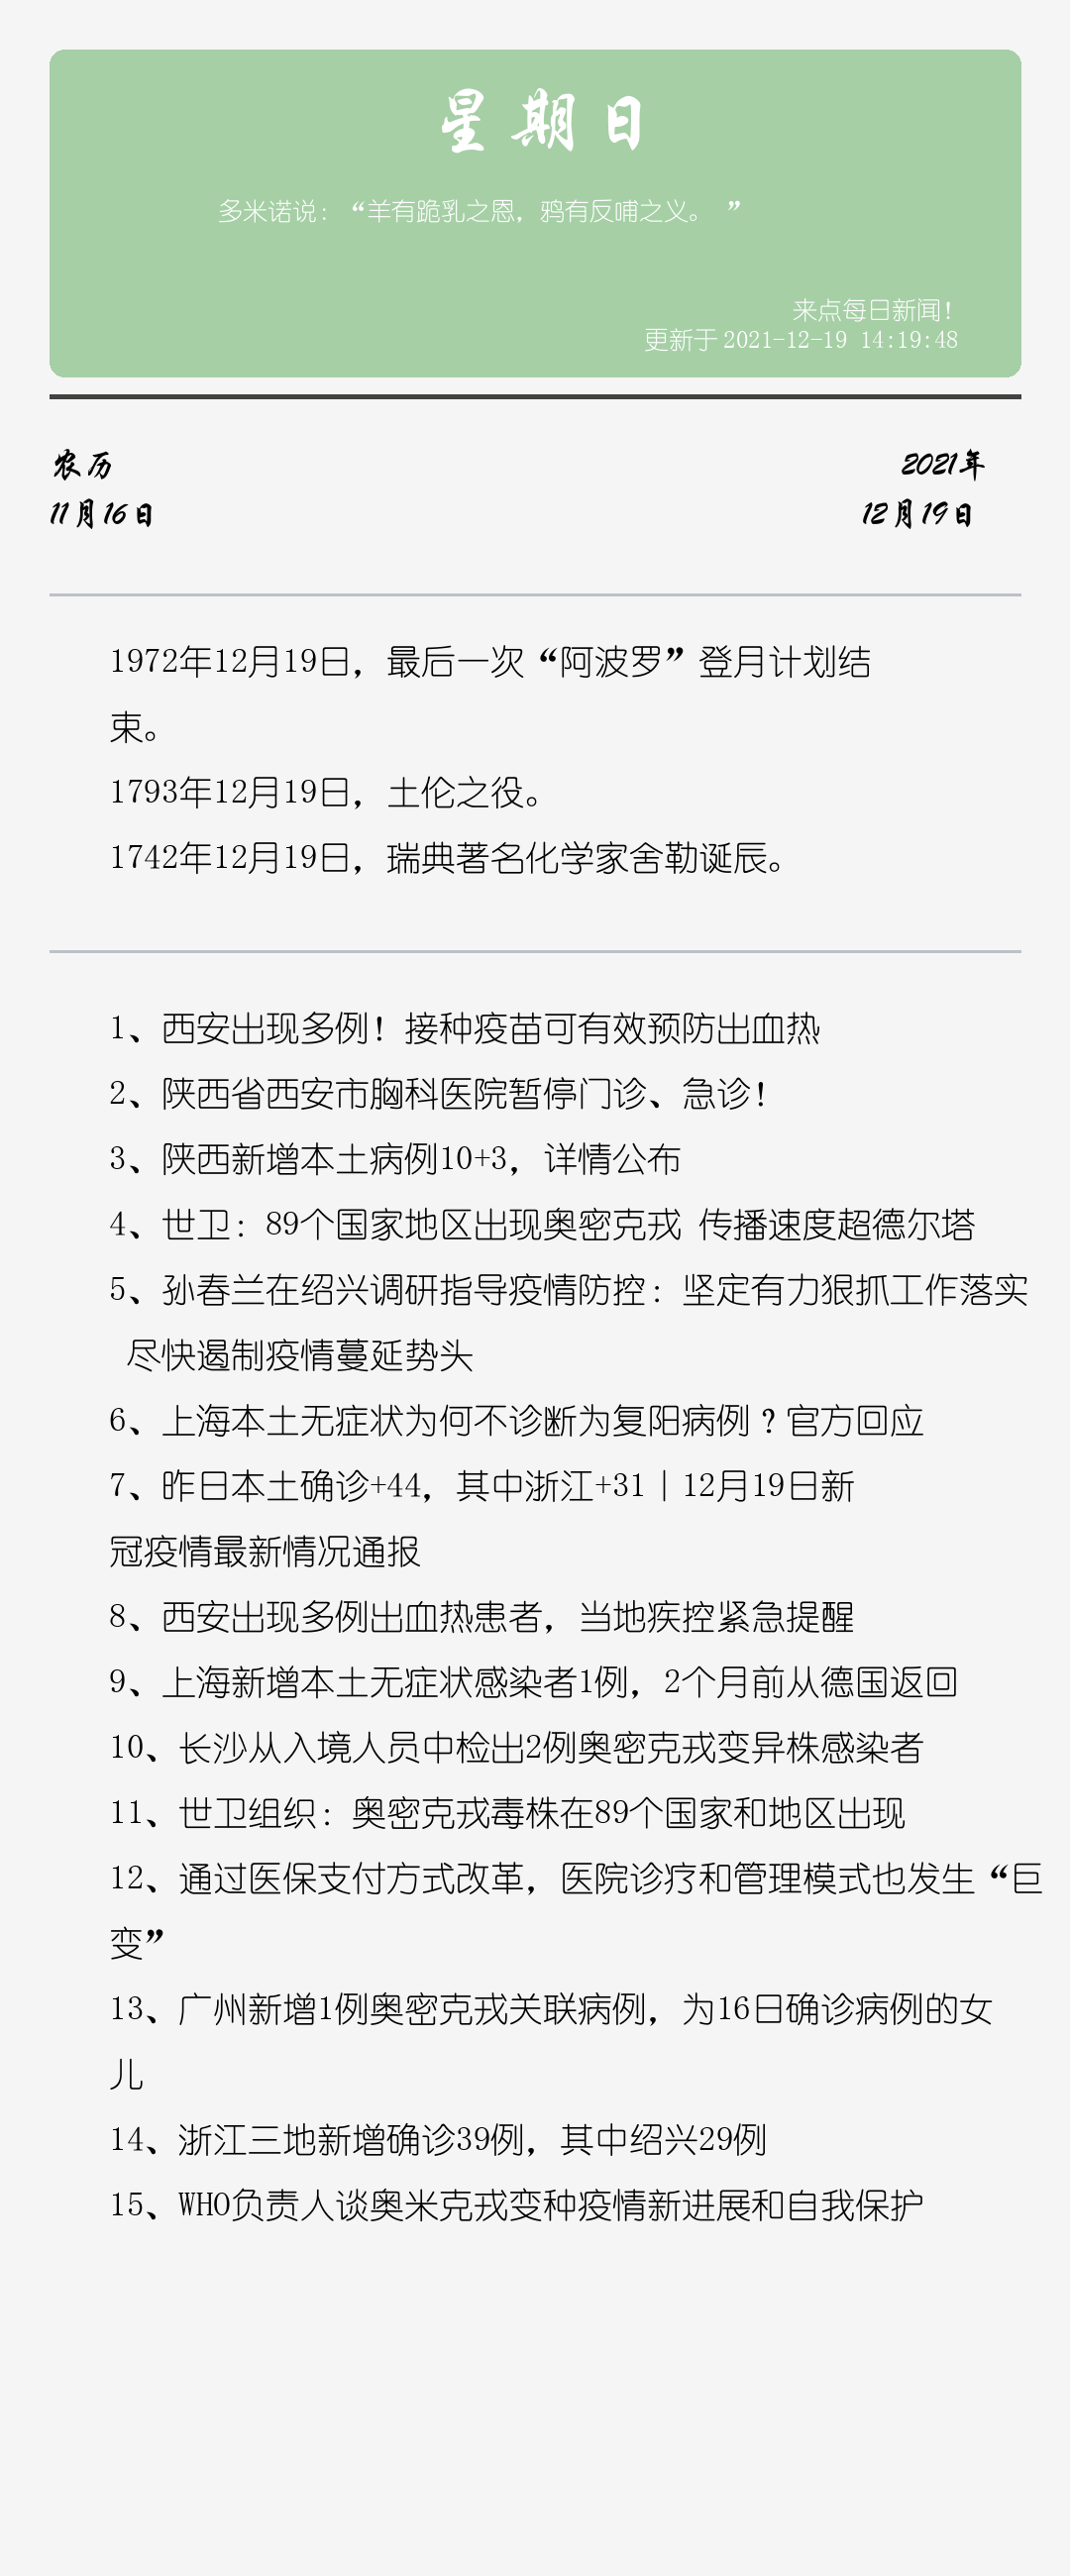 星期日
多米诺说：“羊有跪乳之恩，鸦有反哺之义。 ”
来点每日新闻！
更新于 2021-12-19 14:19:48
农历
2021年
11月16日
12月19日
1972年12月19日，最后一次“阿波罗”登月计划结
束。
1793年12月19日，土伦之役。
1742年12月19日，瑞典著名化学家舍勒诞辰。
1、西安出现多例！接种疫苗可有效预防出血热
2、陕西省西安市胸科医院暂停门诊、急诊！
3、陕西新增本土病例10+3，详情公布
4、世卫：89个国家地区出现奥密克戎 传播速度超德尔塔
5、孙春兰在绍兴调研指导疫情防控：坚定有力狠抓工作落实
尽快遏制疫情蔓延势头
6、上海本土无症状为何不诊断为复阳病例？官方回应
7、昨日本土确诊+44，其中浙江+31｜12月19日新
冠疫情最新情况通报
8、西安出现多例出血热患者，当地疾控紧急提醒
9、上海新增本土无症状感染者1例，2个月前从德国返回
10、长沙从入境人员中检出2例奥密克戎变异株感染者
11、世卫组织：奥密克戎毒株在89个国家和地区出现
12、通过医保支付方式改革，医院诊疗和管理模式也发生“巨
变”
13、广州新增1例奥密克戎关联病例，为16日确诊病例的女
儿
14、浙江三地新增确诊39例，其中绍兴29例
15、WHO负责人谈奥米克戎变种疫情新进展和自我保护